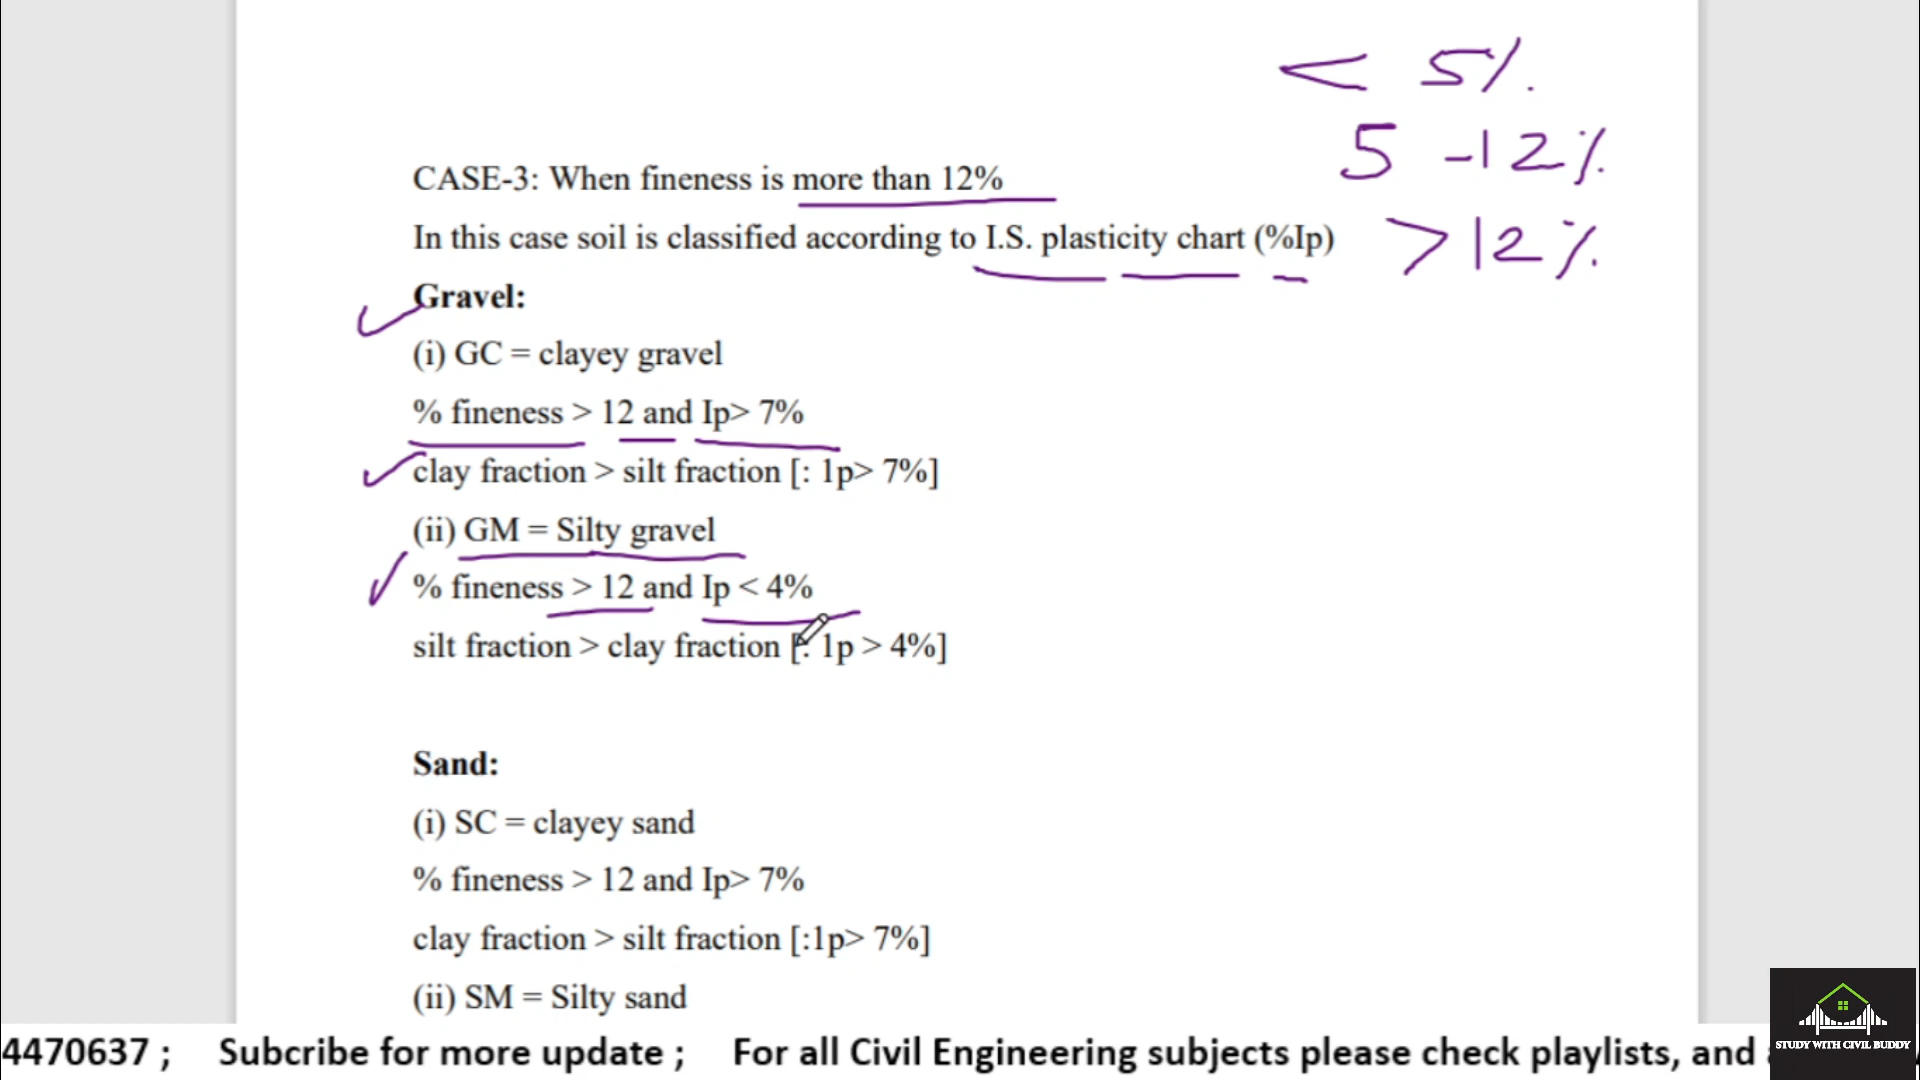 < 5%.
5 -12%.
CASE-3: When fineness is more than 12%
In this case soil is classified according to I.S. plasticity chart (%Ip)
>12%.
Gravel:
(i) GC = clayey gravel
% fineness > 12 and Ip> 7%
clay fraction > silt fraction [: 1p> 7%]
(ii) GM = Silty gravel
% fineness > 12 and Ip < 4%
silt fraction > clay fraction [: 1p > 4%]
Sand:
(i) SC = clayey sand
% fineness > 12 and Ip> 7%
clay fraction > silt fraction [:1p> 7%]
(ii) SM = Silty sand
4470637 ; Subcribe for more update ; For all Civil Engineering subjects please check playlists, and
STUDY WITH CIVIL BUDDY